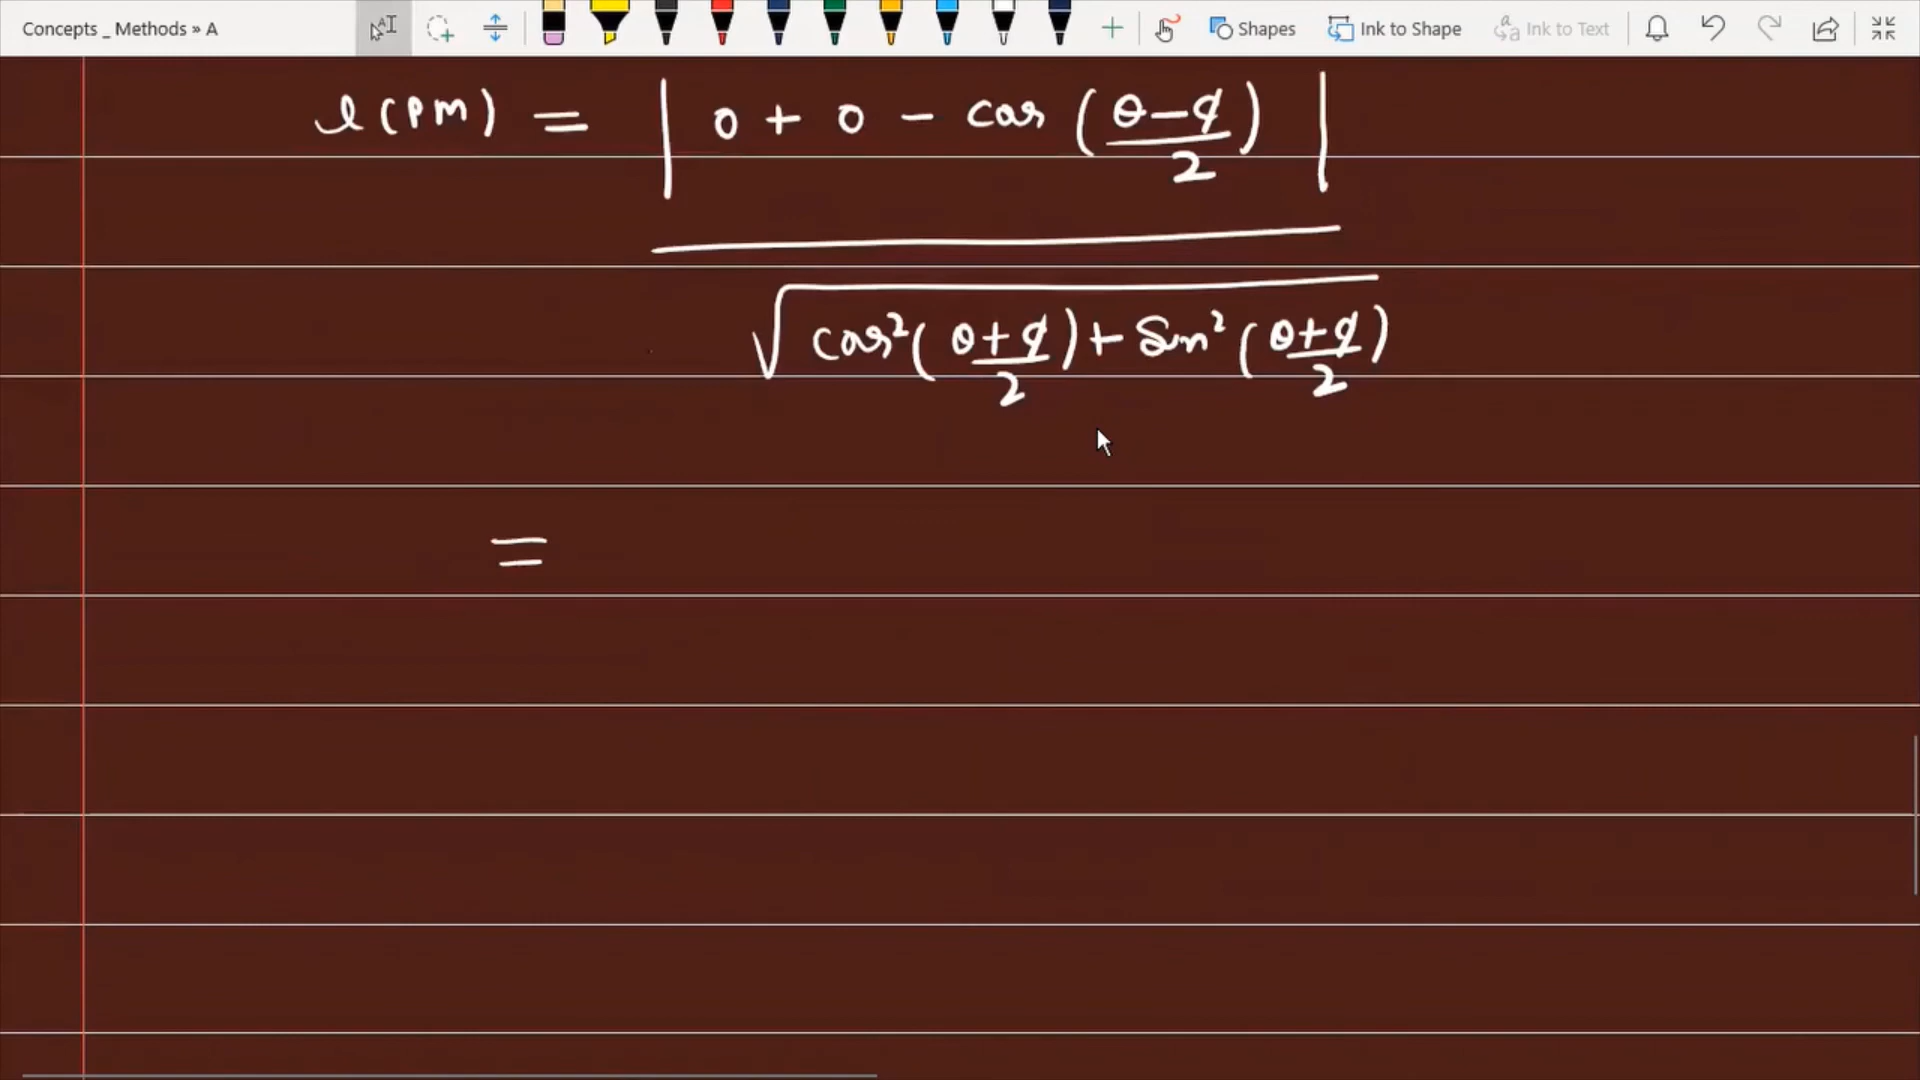 Concepts _ Methods » A
Shapes
Ink to Shape
Ink to Text
l(PM) = | 0 + 0 - cos (θ-φ/2) |
√cos²(θ+φ/2) + Sin²(θ+φ/2)
=